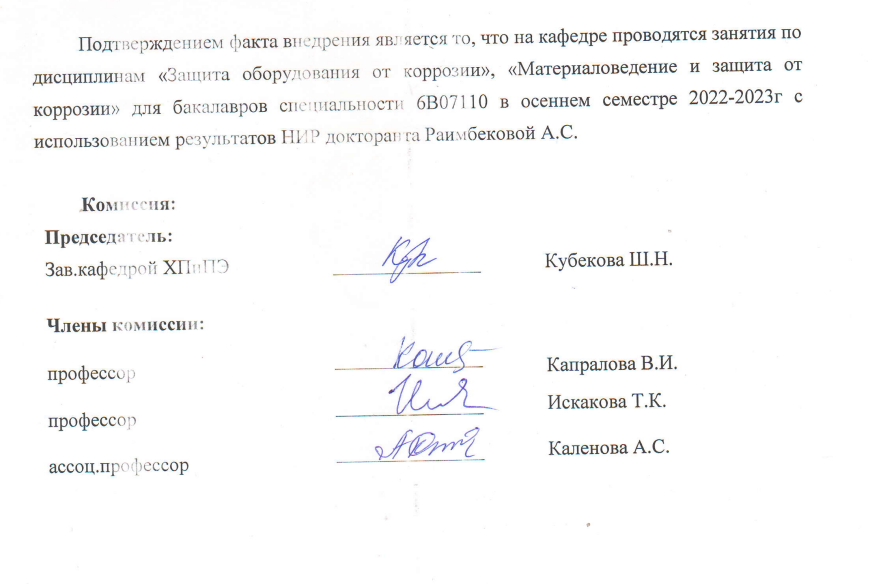 Подтверждением факта внедрения является то, что на кафедре проводятся занятия по
дисциплинам «Защита оборудования от коррозии», «Материаловедение и защита от
коррозии» для бакалавров специальности 6В07110 в осеннем семестре 2022-2023г с
использованием результатов НИР докторанта Раимбековой А.С.
Комиссия:
Председатель:
Зав.кафедрой ХПиПЭ Кубекова Ш.Н.
Члены комиссии:
профессор Капралова В.И.
профессор Искакова Т.К.
ассоц.профессор Каленова А.С.